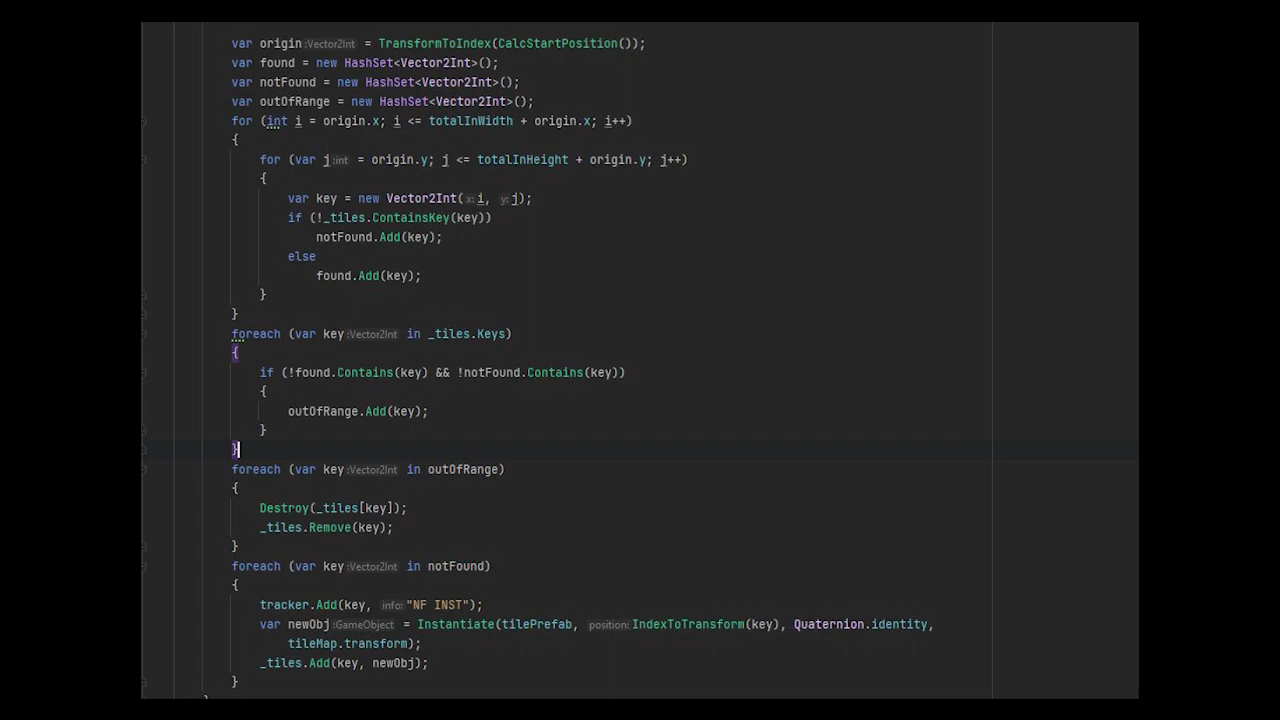 var origin:Vector2Int = TransformToIndex(CalcStartPosition());
var found = new HashSet<Vector2Int>();
var notFound = new HashSet<Vector2Int>();
var outOfRange = new HashSet<Vector2Int>();
for (int i = origin.x; i <= totalInWidth + origin.x; i++)
{
for (var j:int = origin.y; j <= totalInHeight + origin.y; j++)
{
var key = new Vector2Int(x:i, y:j);
if (!_tiles.ContainsKey(key))
notFound.Add(key);
else
found.Add(key);
}
}
foreach (var key:Vector2Int in _tiles.Keys)
{
if (!found.Contains(key) && !notFound.Contains(key))
{
outOfRange.Add(key);
}
}
foreach (var key:Vector2Int in outOfRange)
{
Destroy(_tiles[key]);
_tiles.Remove(key);
}
foreach (var key:Vector2Int in notFound)
{
tracker.Add(key, info:"NF INST");
var newObj:GameObject = Instantiate(tilePrefab, position:IndexToTransform(key), Quaternion.identity,
tileMap.transform);
_tiles.Add(key, newObj);
}